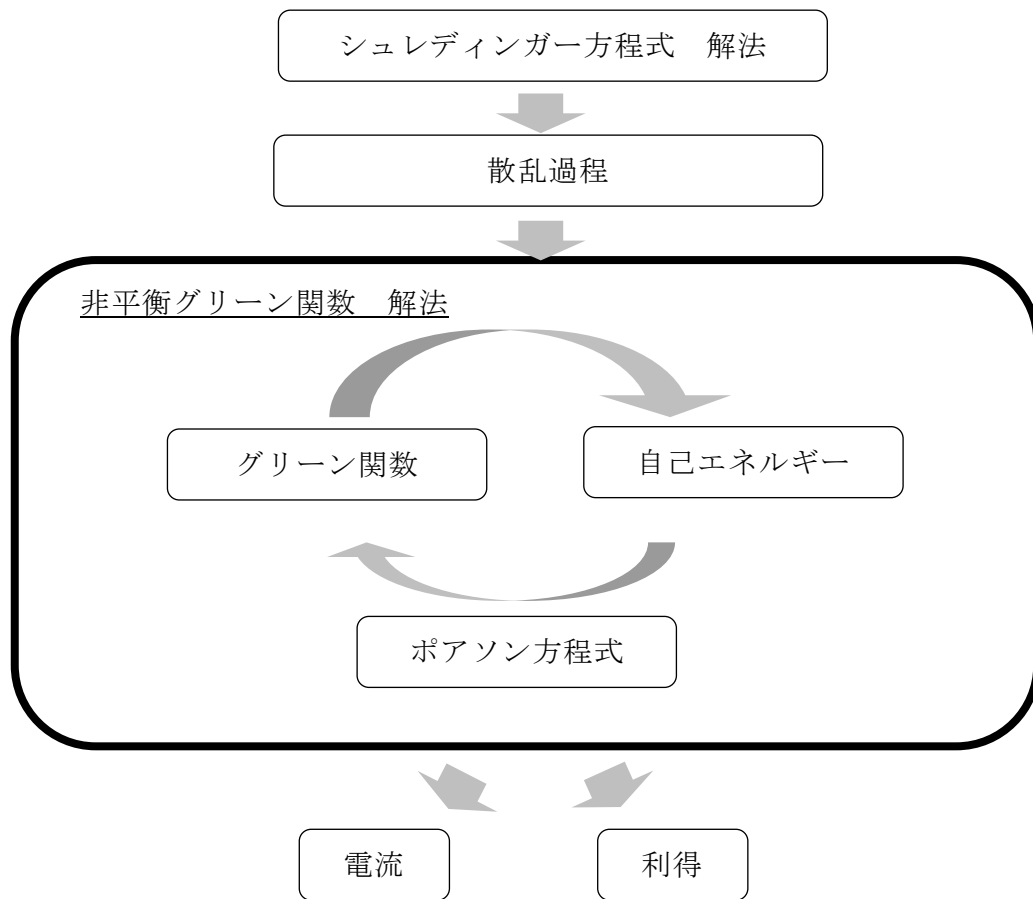 シュレディンガー方程式　解法
散乱過程
非平衡グリーン関数　解法
グリーン関数
自己エネルギー
ポアソン方程式
電流
利得